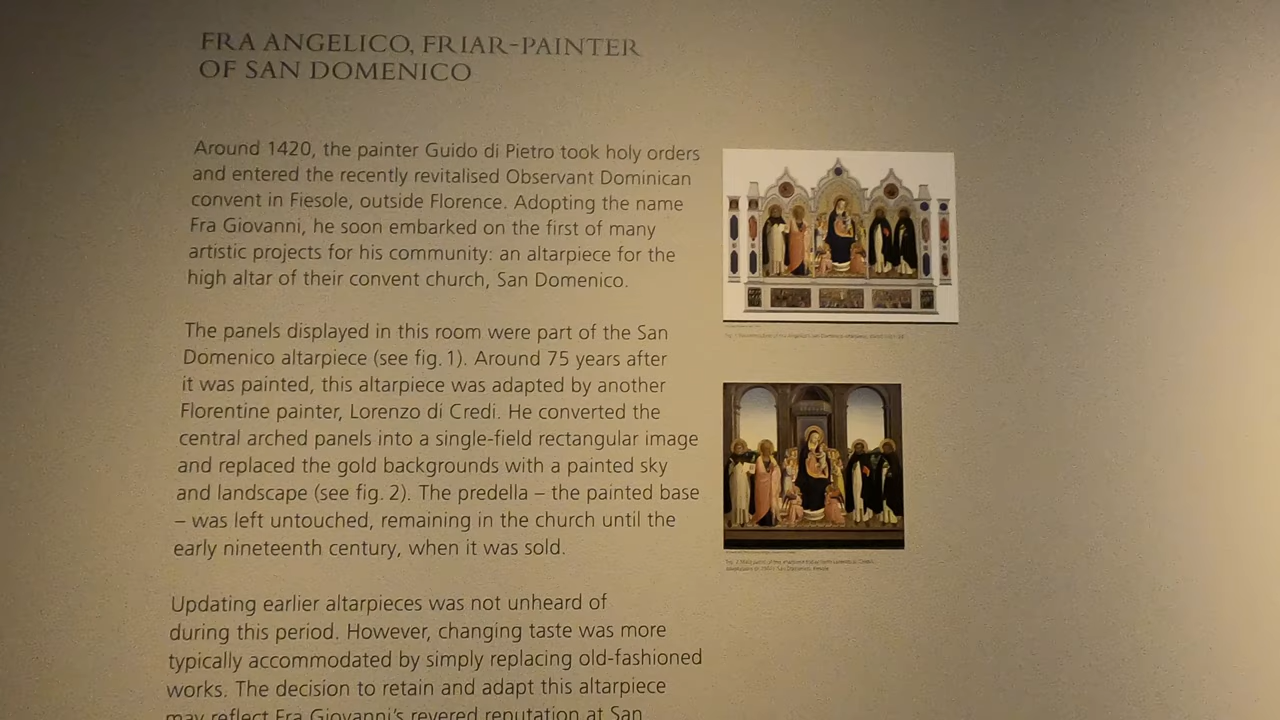 FRA ANGELICO, FRIAR-PAINTER
OF SAN DOMENICO
Around 1420, the painter Guido di Pietro took holy orders
and entered the recently revitalised Observant Dominican
convent in Fiesole, outside Florence. Adopting the name
Fra Giovanni, he soon embarked on the first of many
artistic projects for his community: an altarpiece for the
high altar of their convent church, San Domenico.
The panels displayed in this room were part of the San
Domenico altarpiece (see fig. 1). Around 75 years after
it was painted, this altarpiece was adapted by another
Florentine painter, Lorenzo di Credi. He converted the
central arched panels into a single-field rectangular image
and replaced the gold backgrounds with a painted sky
and landscape (see fig. 2). The predella – the painted base
– was left untouched, remaining in the church until the
early nineteenth century, when it was sold.
Updating earlier altarpieces was not unheard of
during this period. However, changing taste was more
typically accommodated by simply replacing old-fashioned
works. The decision to retain and adapt this altarpiece
may reflect Fra Giovanni's revered reputation at San